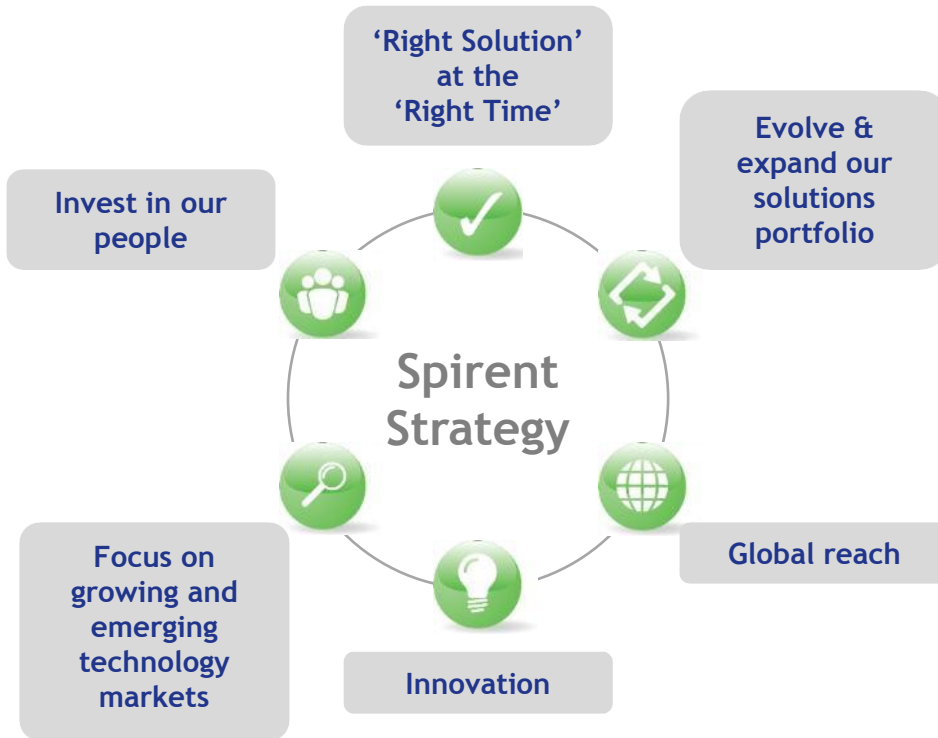 ‘Right Solution’
at the
‘Right Time’
Evolve &
expand our
solutions
portfolio
Invest in our
people
Spirent
Strategy
Focus on
growing and
emerging
technology
markets
Global reach
Innovation